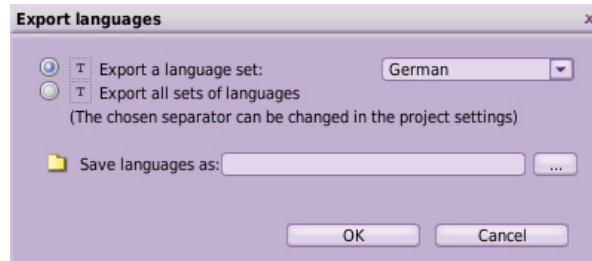 Export languages x
T Export a language set: German
T Export all sets of languages
(The chosen separator can be changed in the project settings)
Save languages as: ...
OK Cancel